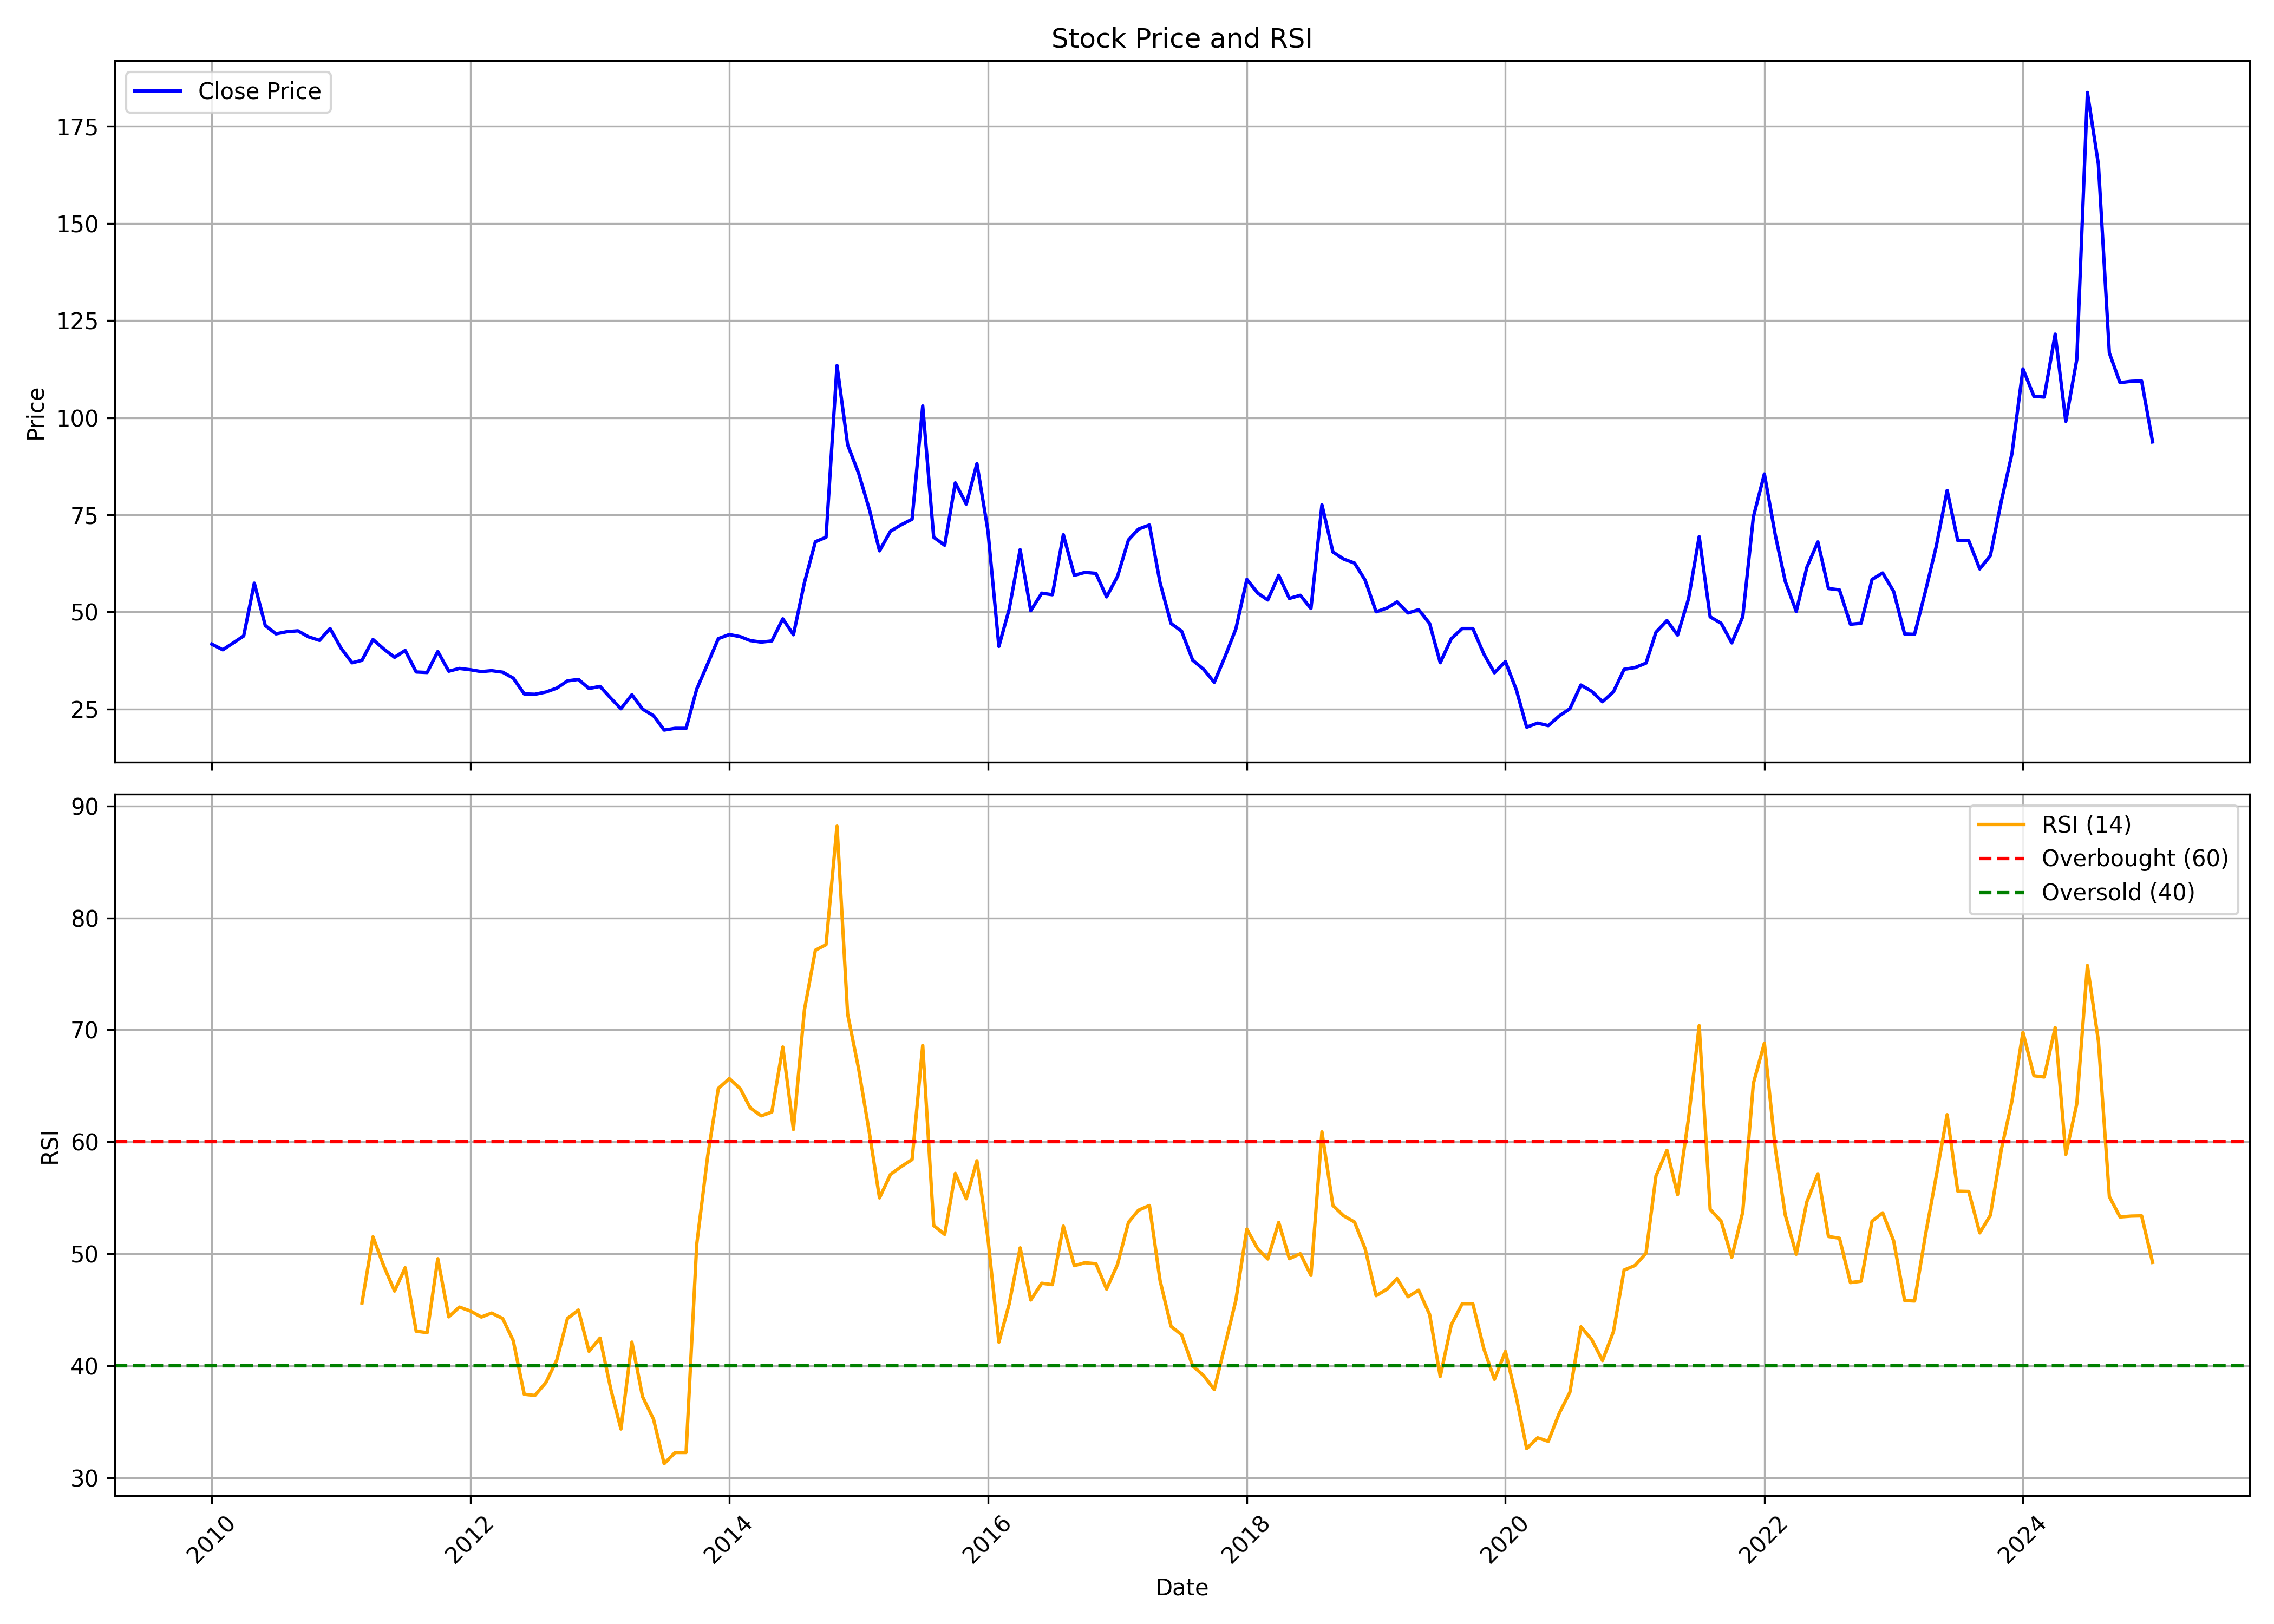 Stock Price and RSI
Close Price
175
150
125
100
75
50
25
Price
90
80
70
60
50
40
30
RSI
RSI (14)
Overbought (60)
Oversold (40)
2010
2012
2014
2016
2018
2020
2022
2024
Date